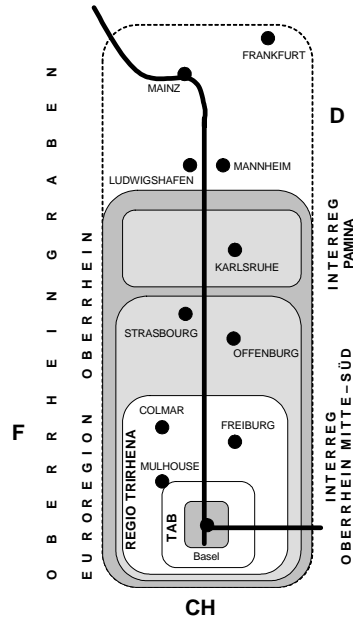 FRANKFURT
MAINZ
D
LUDWIGSHAFEN
MANNHEIM
OBERRHEINGRABEN
EUROREGION OBERRHEIN
INTERREG
PAMINA
KARLSRUHE
STRASBOURG
OFFENBURG
F
COLMAR
FREIBURG
REGIO TRIRHENA
MULHOUSE
TAB
Basel
INTERREG
OBERRHEIN MITTE–SÜD
CH